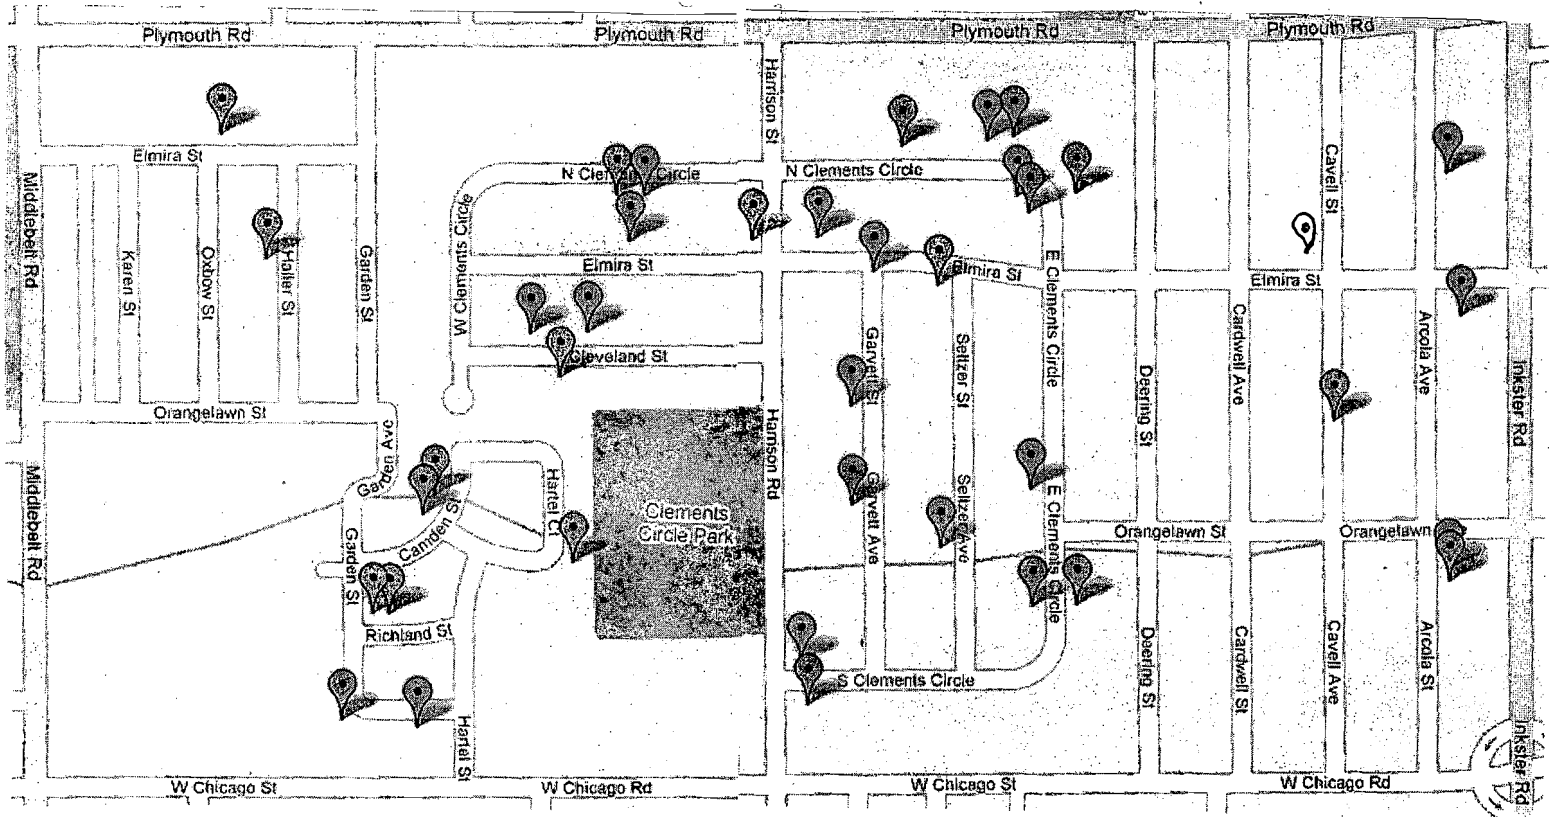 Plymouth Rd
Plymouth Rd
Plymouth Rd
Plymouth Rd
Harrison St
Elmira St
Cavell St
N Clements Circle
N Clements Circle
Middlebelt Rd
Karen St
Oxbow St
Haller St
Garden St
W Clements Circle
Elmira St
Elmira St
E Clements Circle
Elmira St
Cleveland St
Garvett St
Seltzer St
Deering St
Cardwell Ave
Arcola Ave
Inkster Rd
Orangelawn St
Garden Ave
Harrison Rd
Middlebelt Rd
Hartel Ct
Clements
Circle Park
Garvett Ave
Seltzer Ave
E Clements Circle
Orangelawn St
Orangelawn
Garden St
Camden St
Richland St
Deering St
Cardwell St
Cavell Ave
Arcola St
S Clements Circle
Hartel St
Inkster Rd
W Chicago St
W Chicago Rd
W Chicago St
W Chicago Rd